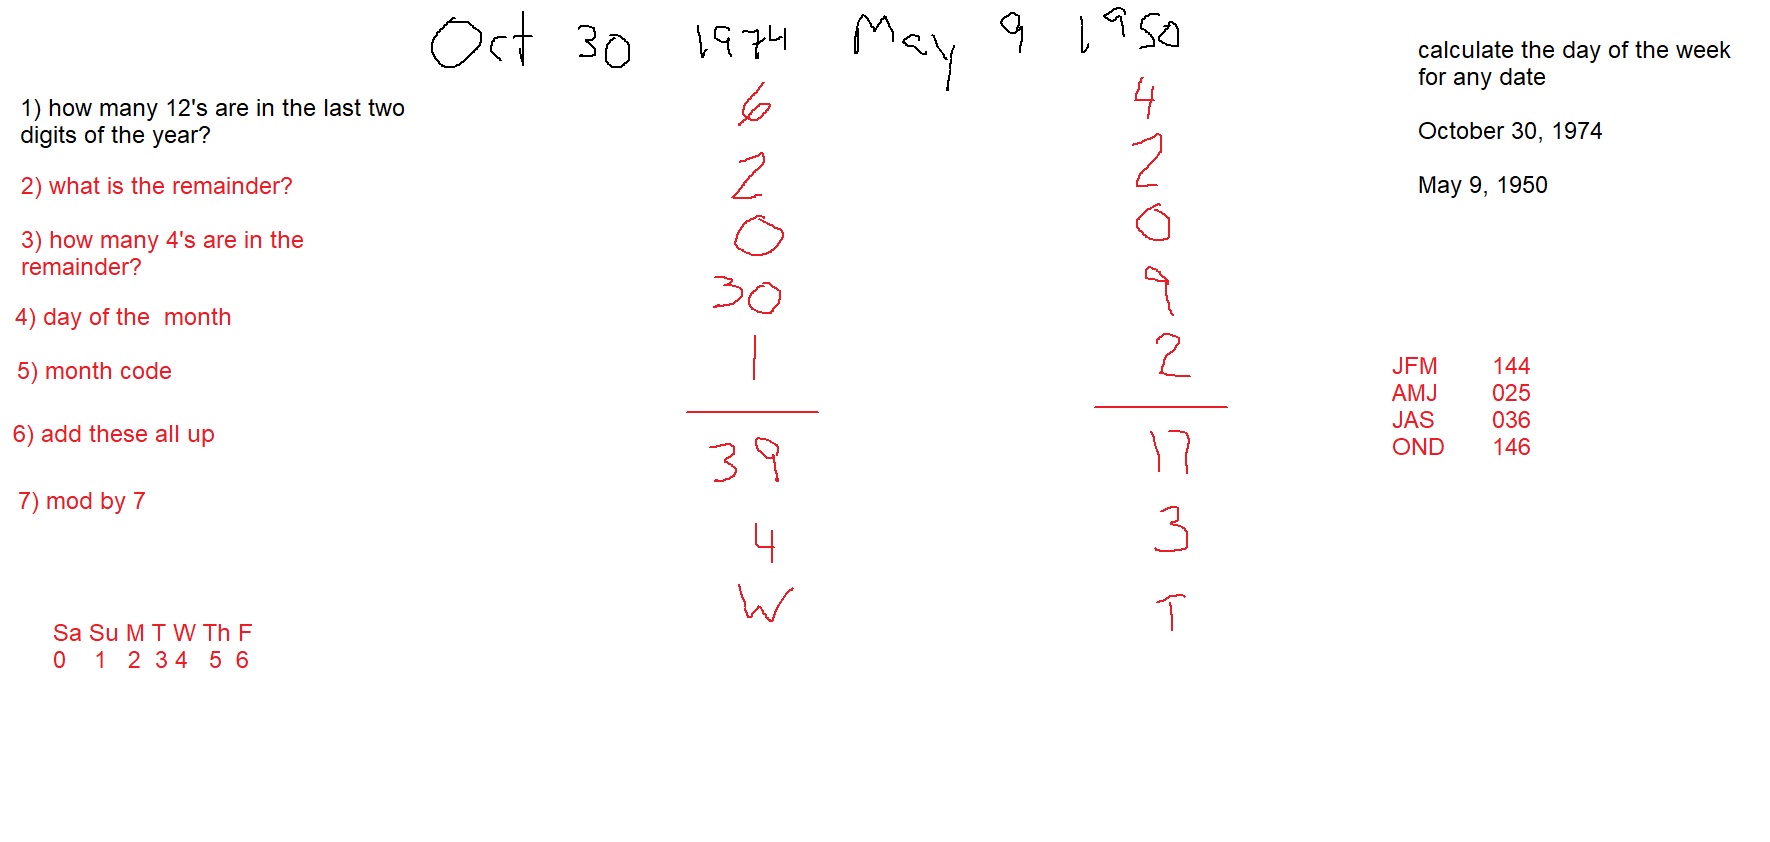 Oct 30 1974 May 9 1950
calculate the day of the week
for any date
October 30, 1974
May 9, 1950
1) how many 12's are in the last two
digits of the year?
2) what is the remainder?
3) how many 4's are in the
remainder?
4) day of the  month
5) month code
6) add these all up
7) mod by 7
Sa Su M T W Th F
0 1 2 3 4 5 6
6
2
0
30
1
39
4
W
4
2
0
9
2
17
3
T
JFM 144
AMJ 025
JAS 036
OND 146